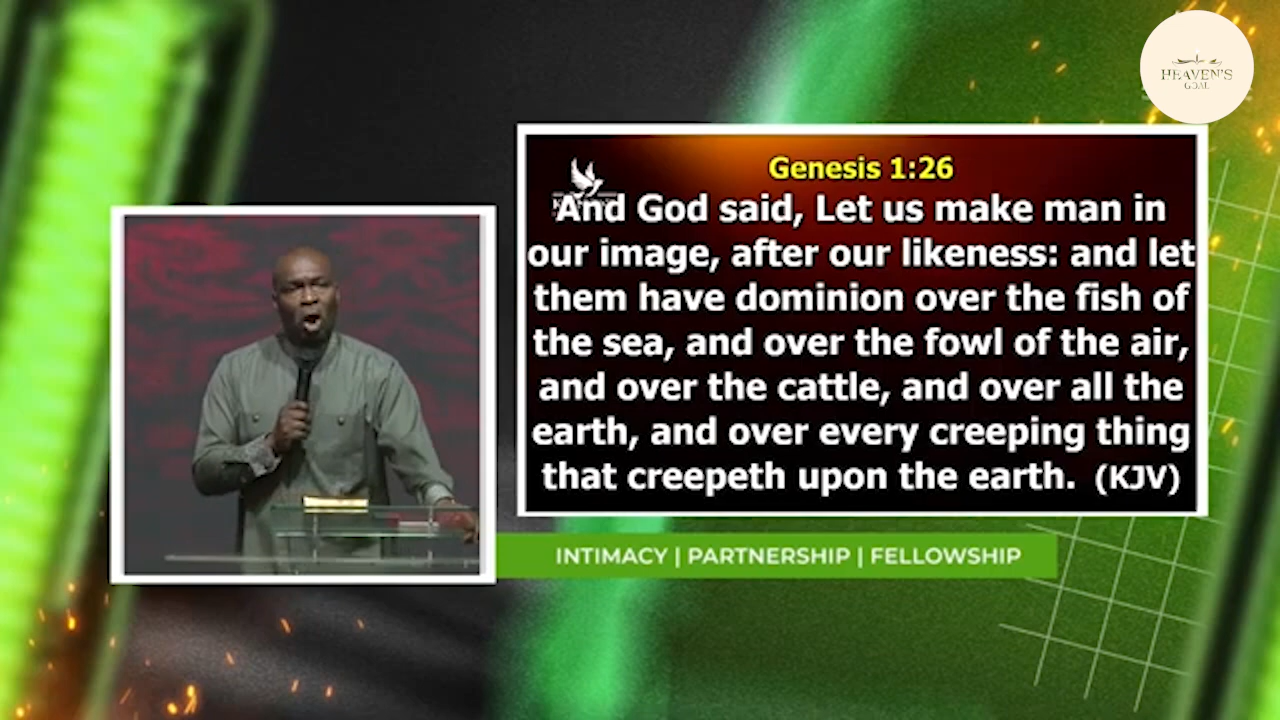 HEAVEN'S
GOAL
Genesis 1:26
And God said, Let us make man in
our image, after our likeness: and let
them have dominion over the fish of
the sea, and over the fowl of the air,
and over the cattle, and over all the
earth, and over every creeping thing
that creepeth upon the earth. (KJV)
INTIMACY | PARTNERSHIP | FELLOWSHIP